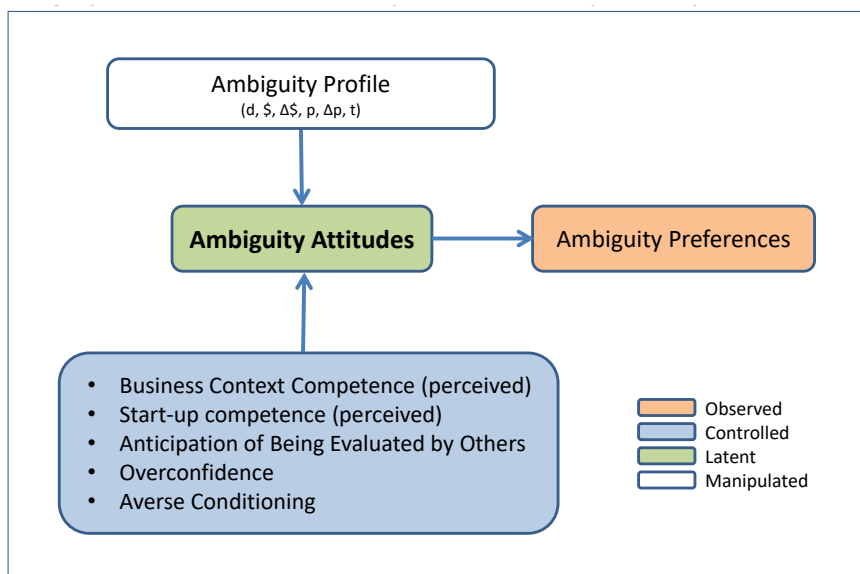 Ambiguity Profile
(d, $, Δ$, p, Δp, t)
Ambiguity Attitudes
Ambiguity Preferences
• Business Context Competence (perceived)
• Start-up competence (perceived)
• Anticipation of Being Evaluated by Others
• Overconfidence
• Averse Conditioning
Observed
Controlled
Latent
Manipulated